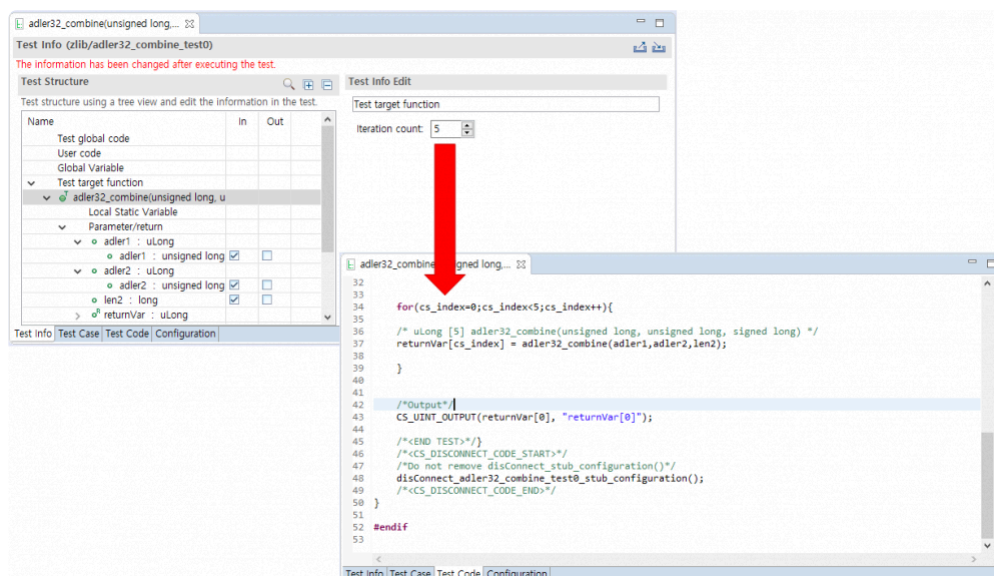 adler32_combine(unsigned long,...
Test Info (zlib/adler32_combine_test0)
The information has been changed after executing the test.
Test Structure
Test structure using a tree view and edit the information in the test.
Name In Out
Test global code
User code
Global Variable
Test target function
adler32_combine(unsigned long, u
Local Static Variable
Parameter/return
adler1 : uLong
adler1 : unsigned long
adler2 : uLong
adler2 : unsigned long
len2 : long
returnVar : uLong
Test Info Test Case Test Code Configuration
Test Info Edit
Test target function
Iteration count: 5
adler32_combine gned long,...
32
33
34 for(cs_index=0;cs_index<5;cs_index++){
35
36 /* uLong [5] adler32_combine(unsigned long, unsigned long, signed long) */
37 returnVar[cs_index] = adler32_combine(adler1,adler2,len2);
38
39 }
40
41
42 /*Output*/
43 CS_UINT_OUTPUT(returnVar[0], "returnVar[0]");
44
45 /*<END TEST>*/}
46 /*<CS_DISCONNECT_CODE_START>*/
47 /*Do not remove disConnect_stub_configuration()*/
48 disConnect_adler32_combine_test0_stub_configuration();
49 /*<CS_DISCONNECT_CODE_END>*/
50 }
51
52 #endif
53
Test Info Test Case Test Code Configuration